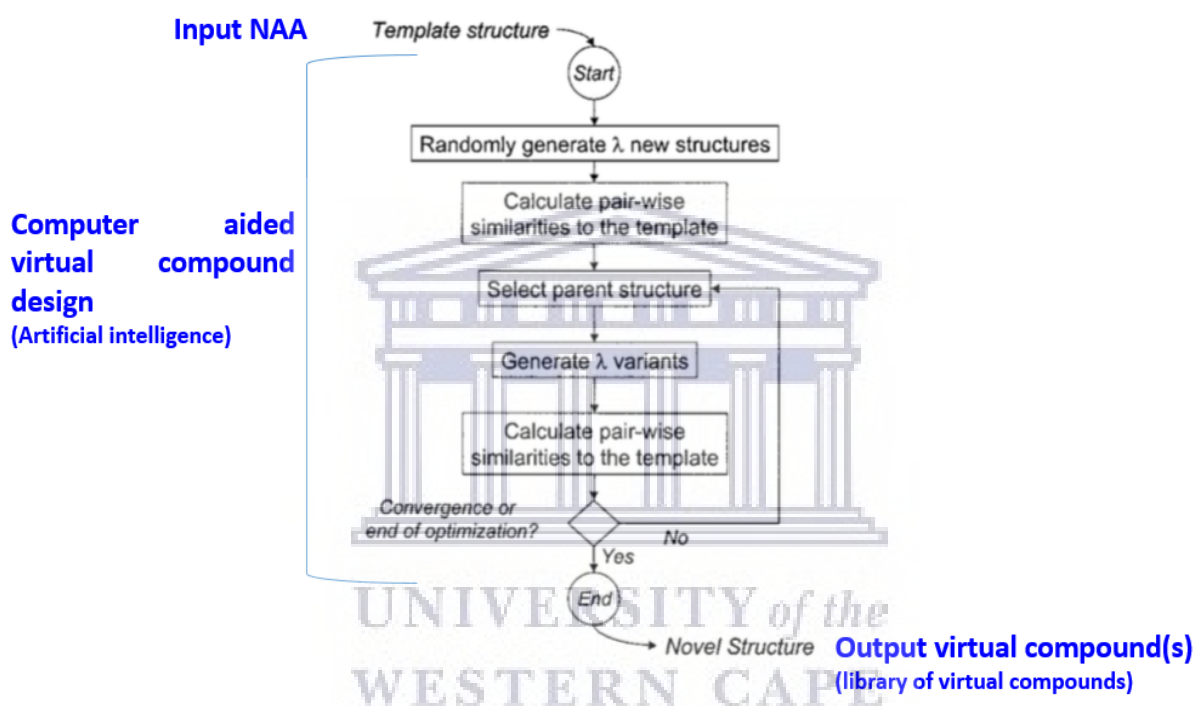 Input NAA
Template structure
Start
Randomly generate λ new structures
Calculate pair-wise
similarities to the template
Computer aided
virtual compound
design
(Artificial intelligence)
Select parent structure
Generate λ variants
Calculate pair-wise
similarities to the template
Convergence or
end of optimization?
No
Yes
End
Novel Structure
Output virtual compound(s)
(library of virtual compounds)
UNIVERSITY of the
WESTERN CAPE